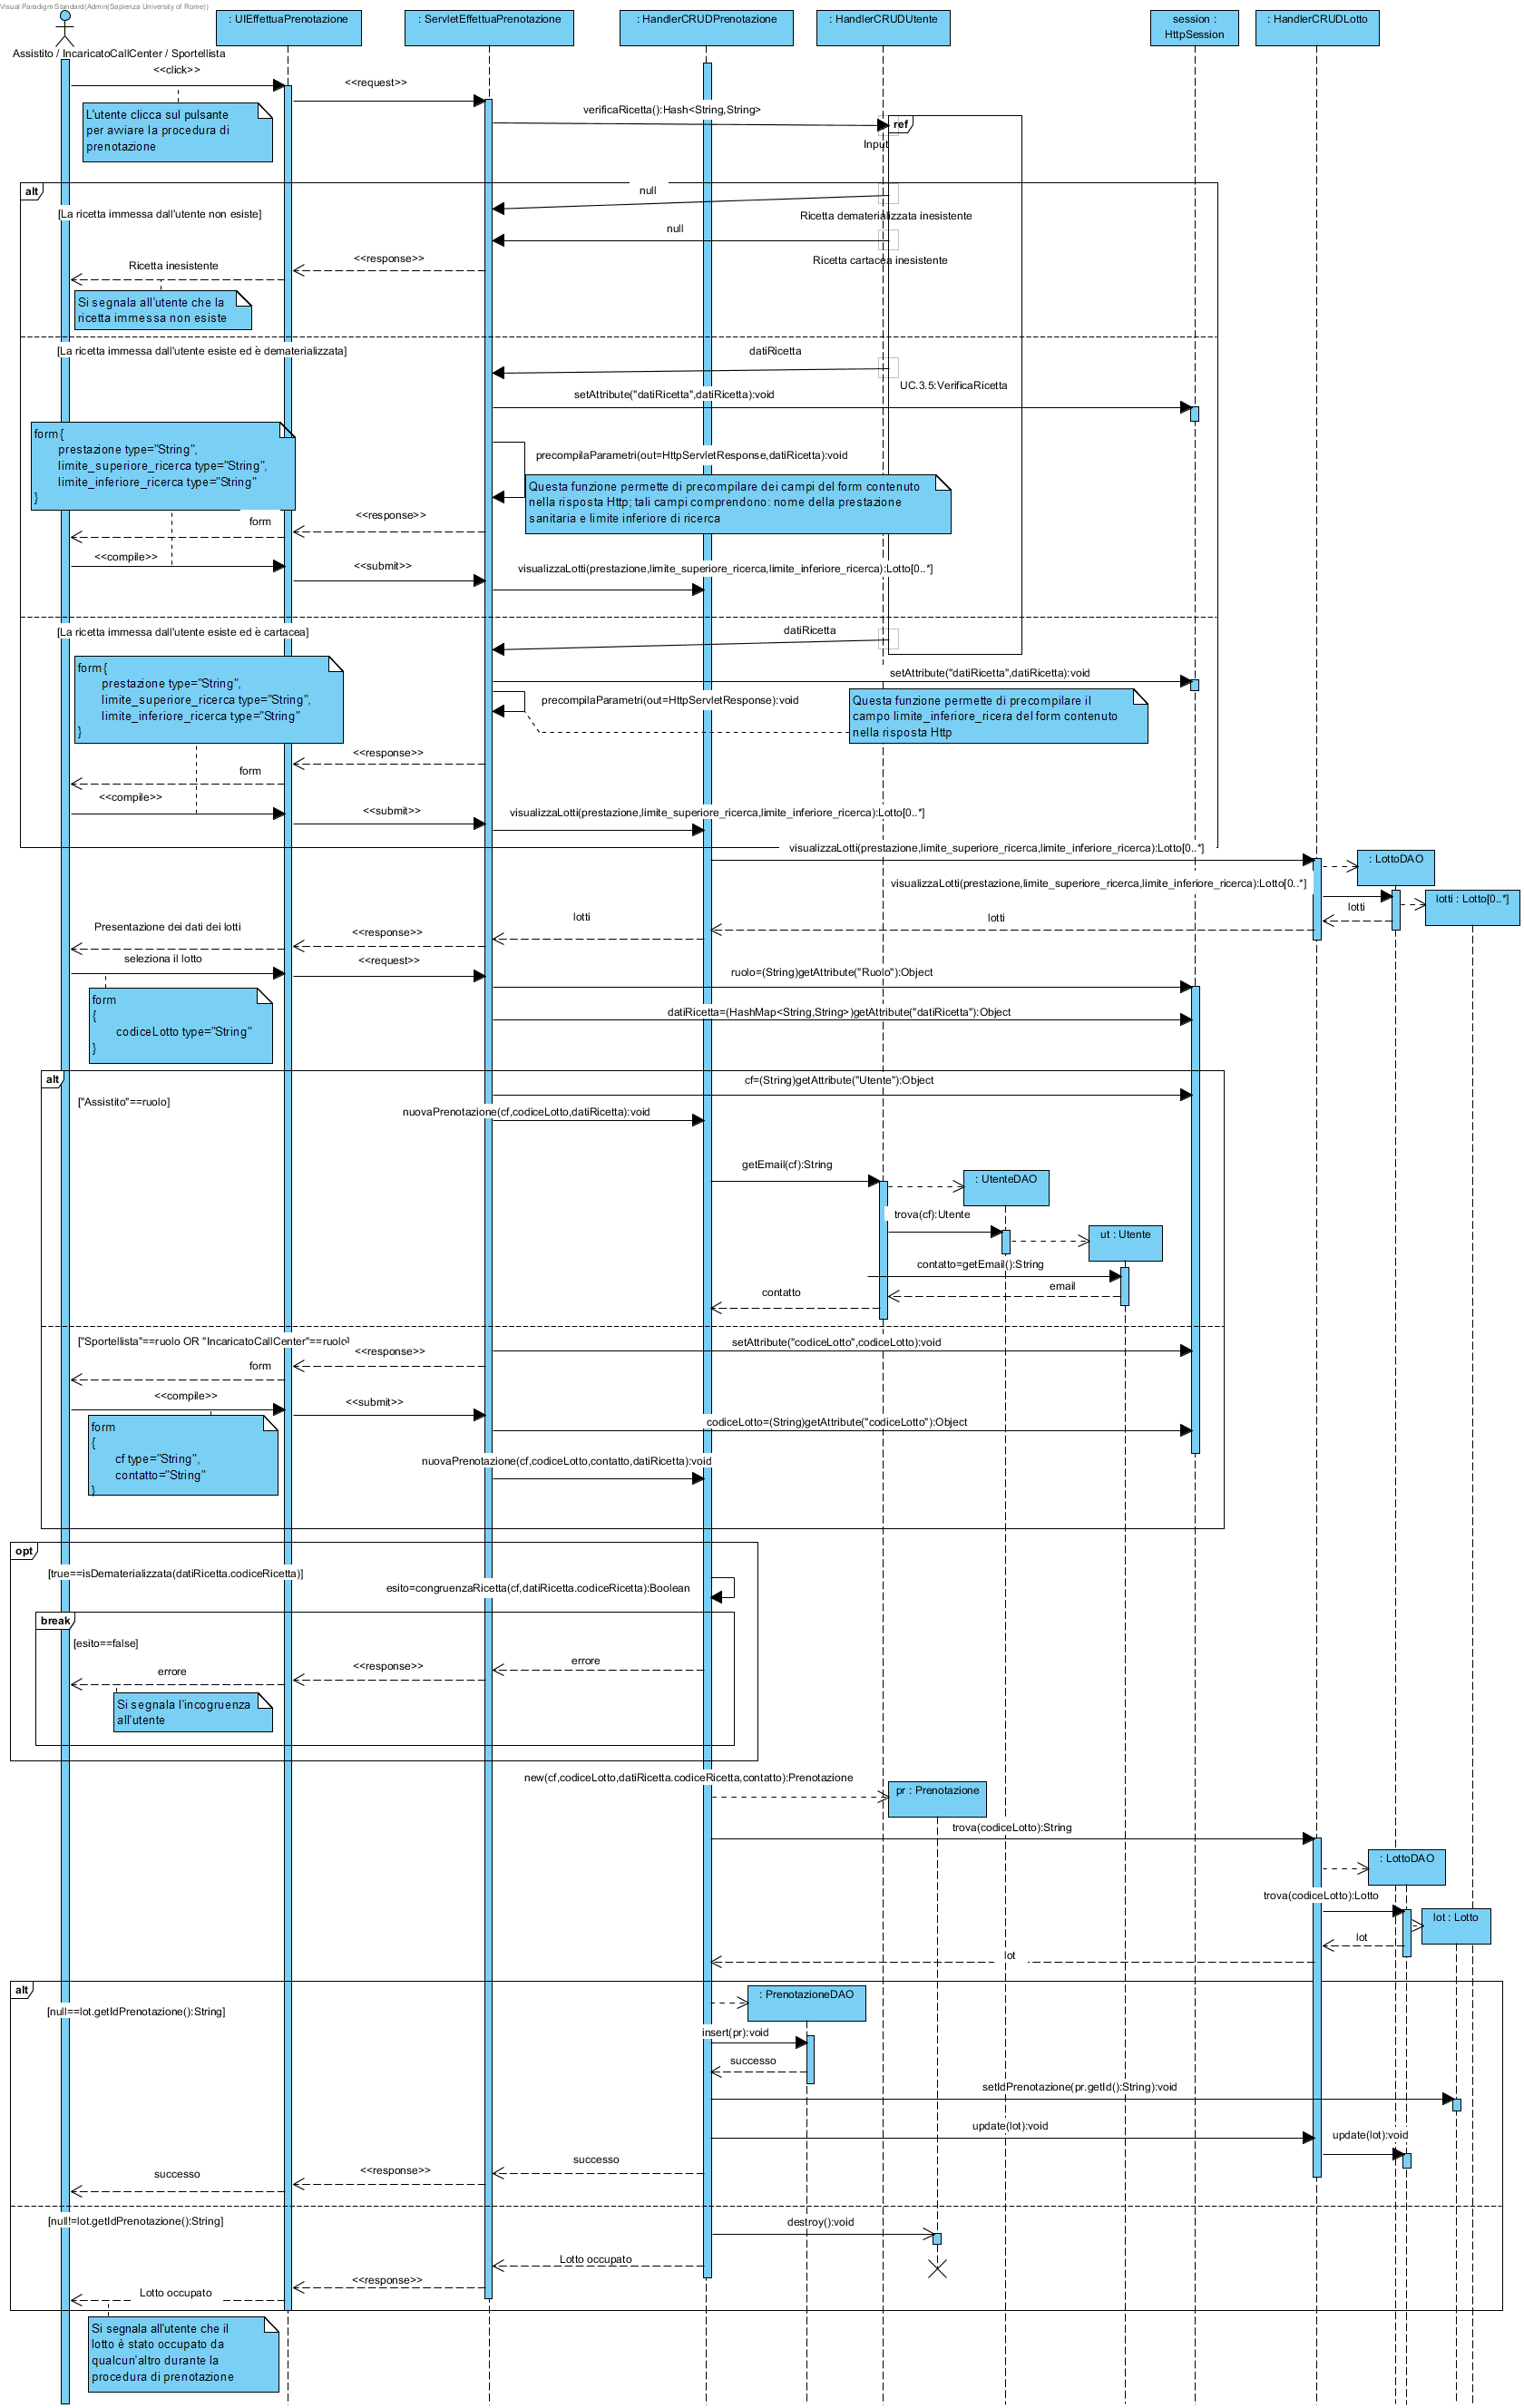 Visual Paradigm Standard(Admin(Sapienza University of Rome))
: UIEffettuaPrenotazione
: ServletEffettuaPrenotazione
: HandlerCRUDPrenotazione
: HandlerCRUDUtente
session :
HttpSession
: HandlerCRUDLotto
Assistito / IncaricatoCallCenter / Sportellista
<<click>>
<<request>>
L'utente clicca sul pulsante
per avviare la procedura di
prenotazione
verificaRicetta():Hash<String,String>
ref
Input
alt
null
[La ricetta immessa dall'utente non esiste]
Ricetta dematerializzata inesistente
null
Ricetta cartacea inesistente
<<response>>
Ricetta inesistente
Si segnala all'utente che la
ricetta immessa non esiste
[La ricetta immessa dall'utente esiste ed è dematerializzata]
datiRicetta
UC.3.5:VerificaRicetta
setAttribute("datiRicetta",datiRicetta):void
form {
prestazione type="String",
limite_superiore_ricerca type="String",
limite_inferiore_ricerca type="String"
}
precompilaParametri(out=HttpServletResponse,datiRicetta):void
Questa funzione permette di precompilare dei campi del form contenuto
nella risposta Http; tali campi comprendono: nome della prestazione
sanitaria e limite inferiore di ricerca
<<response>>
form
<<compile>>
<<submit>>
visualizzaLotti(prestazione,limite_superiore_ricerca,limite_inferiore_ricerca):Lotto[0..*]
[La ricetta immessa dall'utente esiste ed è cartacea]
datiRicetta
form {
prestazione type="String",
limite_superiore_ricerca type="String",
limite_inferiore_ricerca type="String"
}
setAttribute("datiRicetta",datiRicetta):void
precompilaParametri(out=HttpServletResponse):void
Questa funzione permette di precompilare il
campo limite_inferiore_ricera del form contenuto
nella risposta Http
<<response>>
form
<<compile>>
<<submit>>
visualizzaLotti(prestazione,limite_superiore_ricerca,limite_inferiore_ricerca):Lotto[0..*]
visualizzaLotti(prestazione,limite_superiore_ricerca,limite_inferiore_ricerca):Lotto[0..*]
: LottoDAO
visualizzaLotti(prestazione,limite_superiore_ricerca,limite_inferiore_ricerca):Lotto[0..*]
lotti : Lotto[0..*]
lotti
lotti
lotti
<<response>>
Presentazione dei dati dei lotti
seleziona il lotto
<<request>>
ruolo=(String)getAttribute("Ruolo"):Object
form
{
codiceLotto type="String"
}
datiRicetta=(HashMap<String,String>)getAttribute("datiRicetta"):Object
alt
["Assistito"==ruolo]
cf=(String)getAttribute("Utente"):Object
nuovaPrenotazione(cf,codiceLotto,datiRicetta):void
getEmail(cf):String
: UtenteDAO
trova(cf):Utente
ut : Utente
contatto=getEmail():String
email
contatto
["Sportellista"==ruolo OR "IncaricatoCallCenter"==ruolo]
setAttribute("codiceLotto",codiceLotto):void
<<response>>
form
<<compile>>
<<submit>>
form
{
cf type="String",
contatto="String"
}
codiceLotto=(String)getAttribute("codiceLotto"):Object
nuovaPrenotazione(cf,codiceLotto,contatto,datiRicetta):void
opt
[true==isDematerializzata(datiRicetta.codiceRicetta)]
esito=congruenzaRicetta(cf,datiRicetta.codiceRicetta):Boolean
break
[esito==false]
errore
<<response>>
errore
Si segnala l'incogruenza
all'utente
new(cf,codiceLotto,datiRicetta.codiceRicetta,contatto):Prenotazione
pr : Prenotazione
trova(codiceLotto):String
: LottoDAO
trova(codiceLotto):Lotto
lot : Lotto
lot
lot
alt
[null==lot.getIdPrenotazione():String]
: PrenotazioneDAO
insert(pr):void
successo
setIdPrenotazione(pr.getId():String):void
update(lot):void
update(lot):void
successo
<<response>>
successo
[null!=lot.getIdPrenotazione():String]
destroy():void
Lotto occupato
<<response>>
Lotto occupato
Si segnala all'utente che il
lotto è stato occupato da
qualcun'altro durante la
procedura di prenotazione